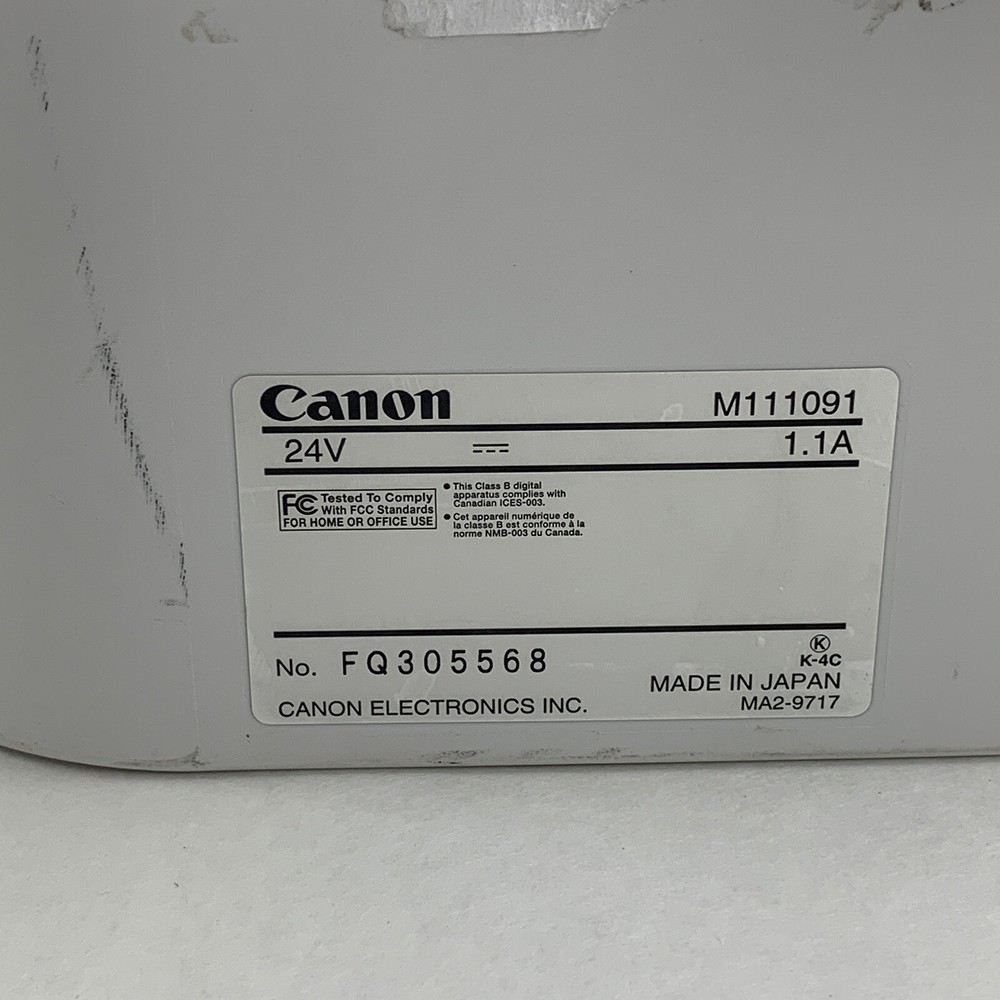 Canon M111091
24V ⎓ 1.1A
FC Tested To Comply
With FCC Standards
FOR HOME OR OFFICE USE
• This Class B digital
apparatus complies with
Canadian ICES-003.
• Cet appareil numérique de
la classe B est conforme à la
norme NMB-003 du Canada.
No. FQ305568
K
K-4C
CANON ELECTRONICS INC.
MADE IN JAPAN
MA2-9717